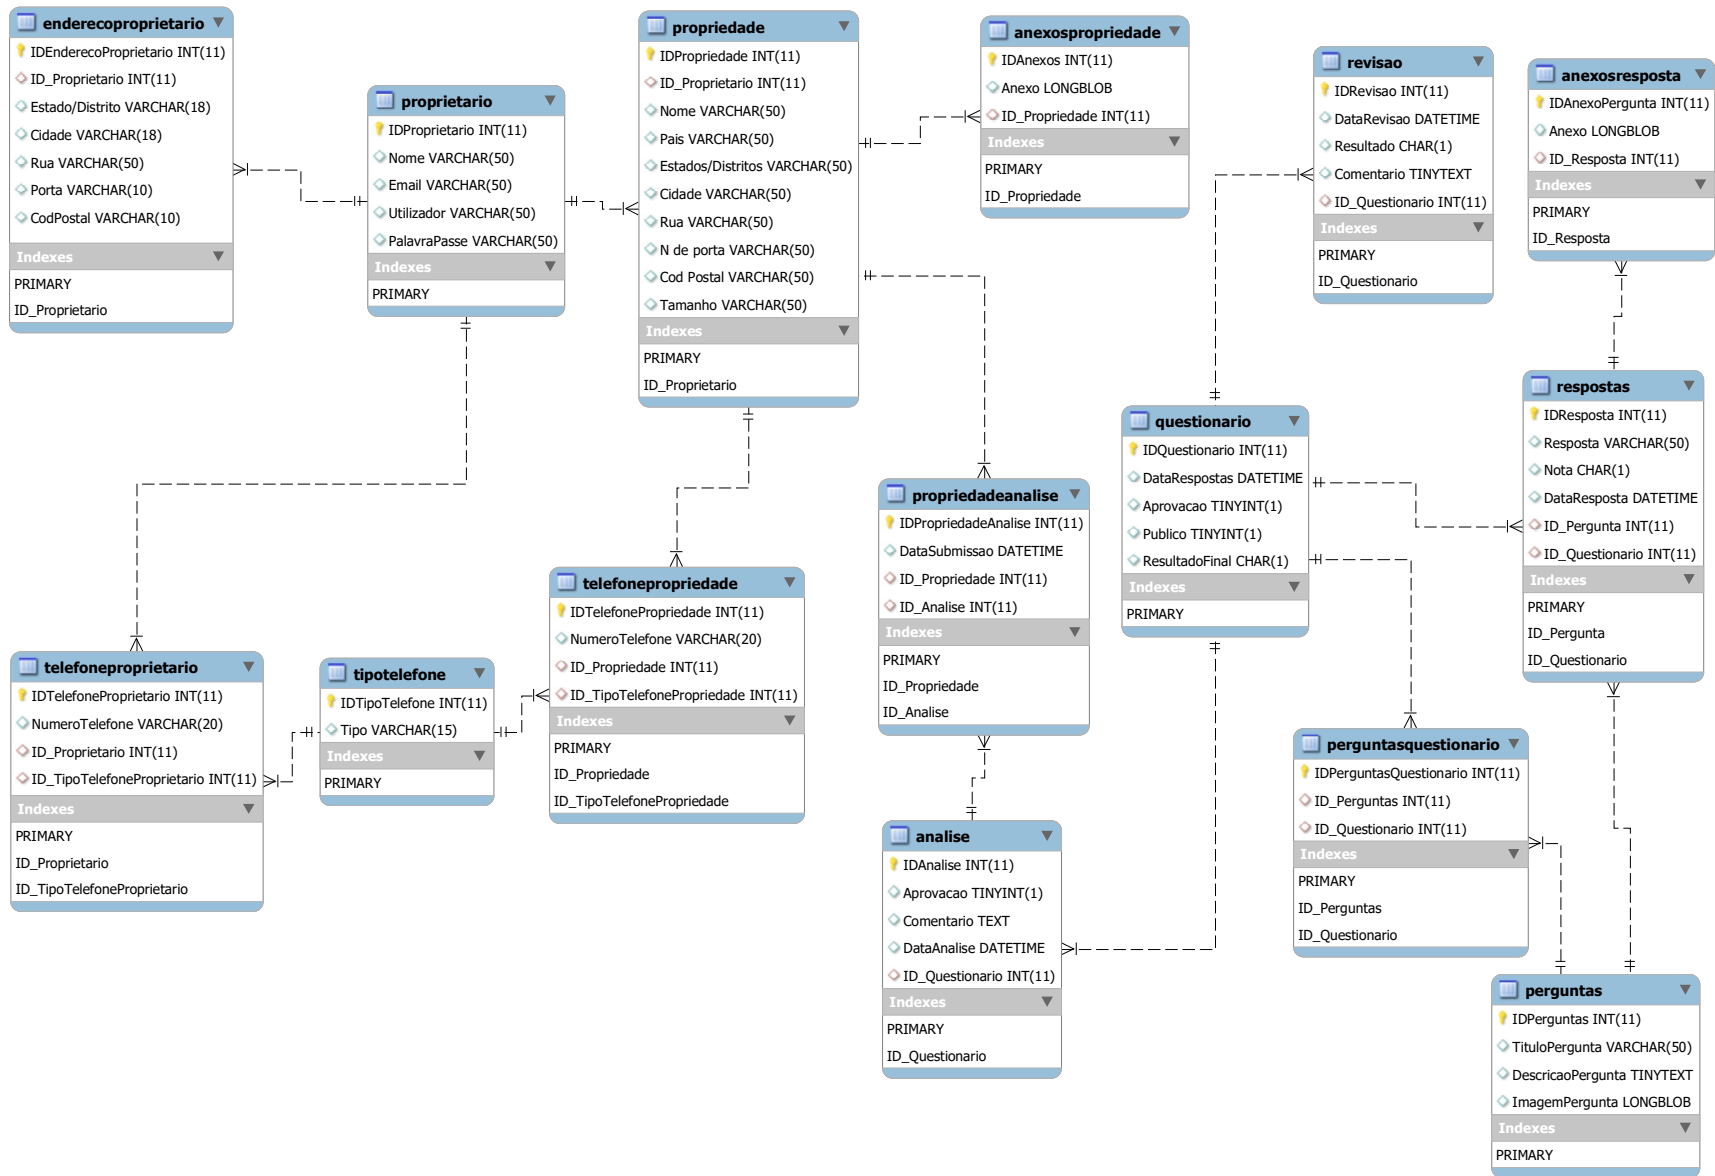 enderecoproprietario
IDEnderecoProprietario INT(11)
ID_Proprietario INT(11)
Estado/Distrito VARCHAR(18)
Cidade VARCHAR(18)
Rua VARCHAR(50)
Porta VARCHAR(10)
CodPostal VARCHAR(10)
Indexes
PRIMARY
ID_Proprietario
proprietario
IDProprietario INT(11)
Nome VARCHAR(50)
Email VARCHAR(50)
Utilizador VARCHAR(50)
PalavraPasse VARCHAR(50)
Indexes
PRIMARY
propriedade
IDPropriedade INT(11)
ID_Proprietario INT(11)
Nome VARCHAR(50)
Pais VARCHAR(50)
Estados/Distritos VARCHAR(50)
Cidade VARCHAR(50)
Rua VARCHAR(50)
N de porta VARCHAR(50)
Cod Postal VARCHAR(50)
Tamanho VARCHAR(50)
Indexes
PRIMARY
ID_Proprietario
anexospropriedade
IDAnexos INT(11)
Anexo LONGBLOB
ID_Propriedade INT(11)
Indexes
PRIMARY
ID_Propriedade
revisao
IDRevisao INT(11)
DataRevisao DATETIME
Resultado CHAR(1)
Comentario TINYTEXT
ID_Questionario INT(11)
Indexes
PRIMARY
ID_Questionario
anexosresposta
IDAnexoPergunta INT(11)
Anexo LONGBLOB
ID_Resposta INT(11)
Indexes
PRIMARY
ID_Resposta
respostas
IDResposta INT(11)
Resposta VARCHAR(50)
Nota CHAR(1)
DataResposta DATETIME
ID_Pergunta INT(11)
ID_Questionario INT(11)
Indexes
PRIMARY
ID_Pergunta
ID_Questionario
questionario
IDQuestionario INT(11)
DataRespostas DATETIME
Aprovacao TINYINT(1)
Publico TINYINT(1)
ResultadoFinal CHAR(1)
Indexes
PRIMARY
propriedadeanalise
IDPropriedadeAnalise INT(11)
DataSubmissao DATETIME
ID_Propriedade INT(11)
ID_Analise INT(11)
Indexes
PRIMARY
ID_Propriedade
ID_Analise
telefonepropriedade
IDTelefonePropriedade INT(11)
NumeroTelefone VARCHAR(20)
ID_Propriedade INT(11)
ID_TipoTelefonePropriedade INT(11)
Indexes
PRIMARY
ID_Propriedade
ID_TipoTelefonePropriedade
telefoneproprietario
IDTelefoneProprietario INT(11)
NumeroTelefone VARCHAR(20)
ID_Proprietario INT(11)
ID_TipoTelefoneProprietario INT(11)
Indexes
PRIMARY
ID_Proprietario
ID_TipoTelefoneProprietario
tipotelefone
IDTipoTelefone INT(11)
Tipo VARCHAR(15)
Indexes
PRIMARY
perguntasquestionario
IDPerguntasQuestionario INT(11)
ID_Perguntas INT(11)
ID_Questionario INT(11)
Indexes
PRIMARY
ID_Perguntas
ID_Questionario
analise
IDAnalise INT(11)
Aprovacao TINYINT(1)
Comentario TEXT
DataAnalise DATETIME
ID_Questionario INT(11)
Indexes
PRIMARY
ID_Questionario
perguntas
IDPerguntas INT(11)
TituloPergunta VARCHAR(50)
DescricaoPergunta TINYTEXT
ImagemPergunta LONGBLOB
Indexes
PRIMARY